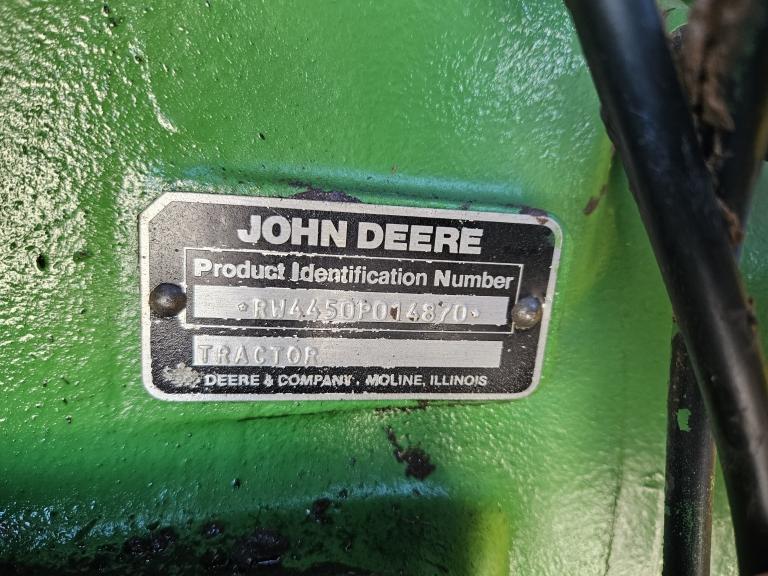 JOHN DEERE
Product Identification Number
*RW4450P014870*
TRACTOR
DEERE & COMPANY . MOLINE, ILLINOIS